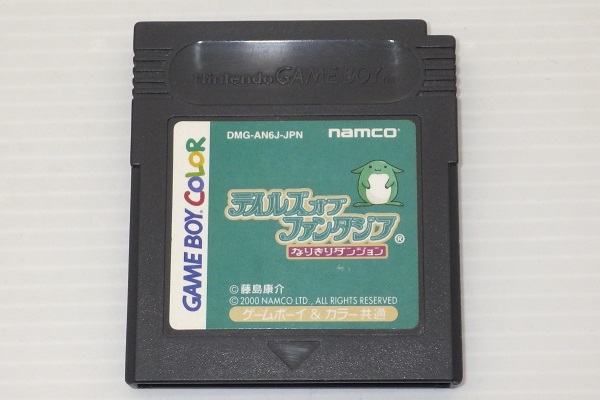 Nintendo GAME BOY TM
DMG-AN6J-JPN
namco
GAME BOY COLOR
テイルズ オブ
ファンタジア®
なりきりダンジョン
©藤島康介
©2000 NAMCO LTD., ALL RIGHTS RESERVED
ゲームボーイ & カラー共通